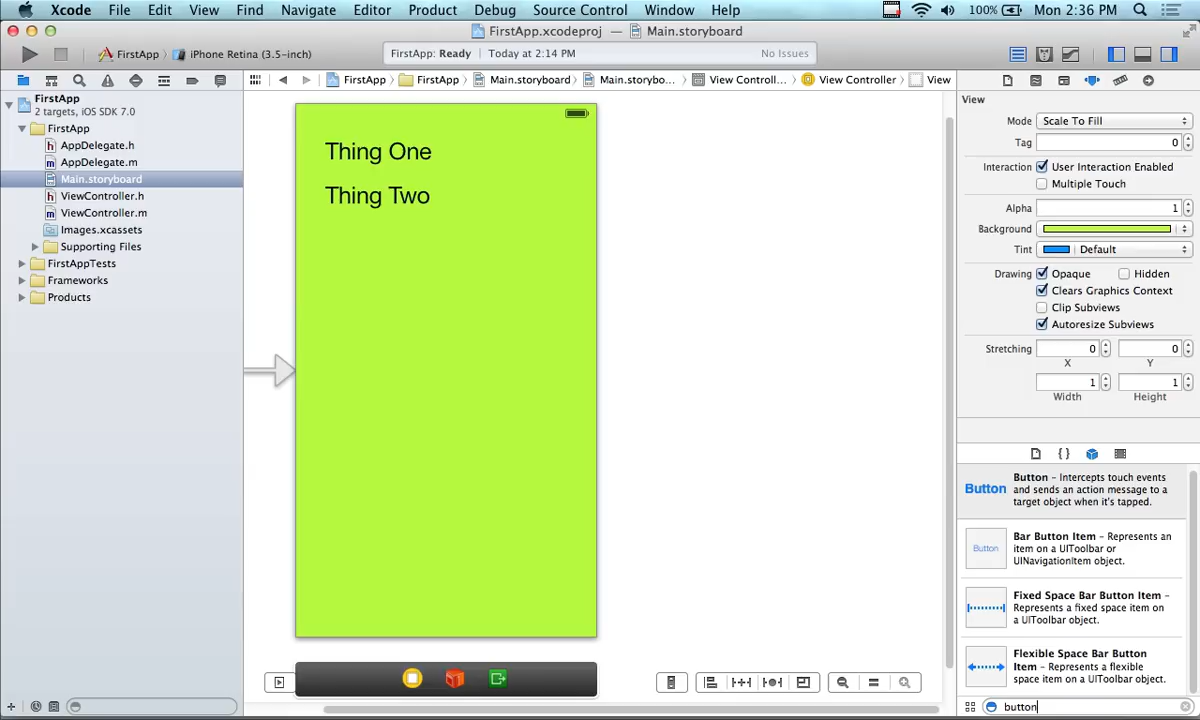 Xcode File Edit View Find Navigate Editor Product Debug Source Control Window Help 100% Mon 2:36 PM
FirstApp.xcodeproj — Main.storyboard
FirstApp iPhone Retina (3.5-inch) FirstApp: Ready Today at 2:14 PM No Issues
FirstApp FirstApp Main.storyboard Main.storybo... View Controll... View Controller View
FirstApp
2 targets, iOS SDK 7.0
FirstApp
AppDelegate.h
AppDelegate.m
Main.storyboard
ViewController.h
ViewController.m
Images.xcassets
Supporting Files
FirstAppTests
Frameworks
Products
Thing One
Thing Two
View
Mode Scale To Fill
Tag 0
Interaction User Interaction Enabled
Multiple Touch
Alpha 1
Background
Tint Default
Drawing Opaque Hidden
Clears Graphics Context
Clip Subviews
Autoresize Subviews
Stretching 0 0
X Y
1 1
Width Height
{ }
Button
Button – Intercepts touch events
and sends an action message to a
target object when it's tapped.
Button
Bar Button Item – Represents an
item on a UIToolbar or
UINavigationItem object.
Fixed Space Bar Button Item –
Represents a fixed space item on
a UIToolbar object.
Flexible Space Bar Button
Item – Represents a flexible
space item on a UIToolbar object.
button